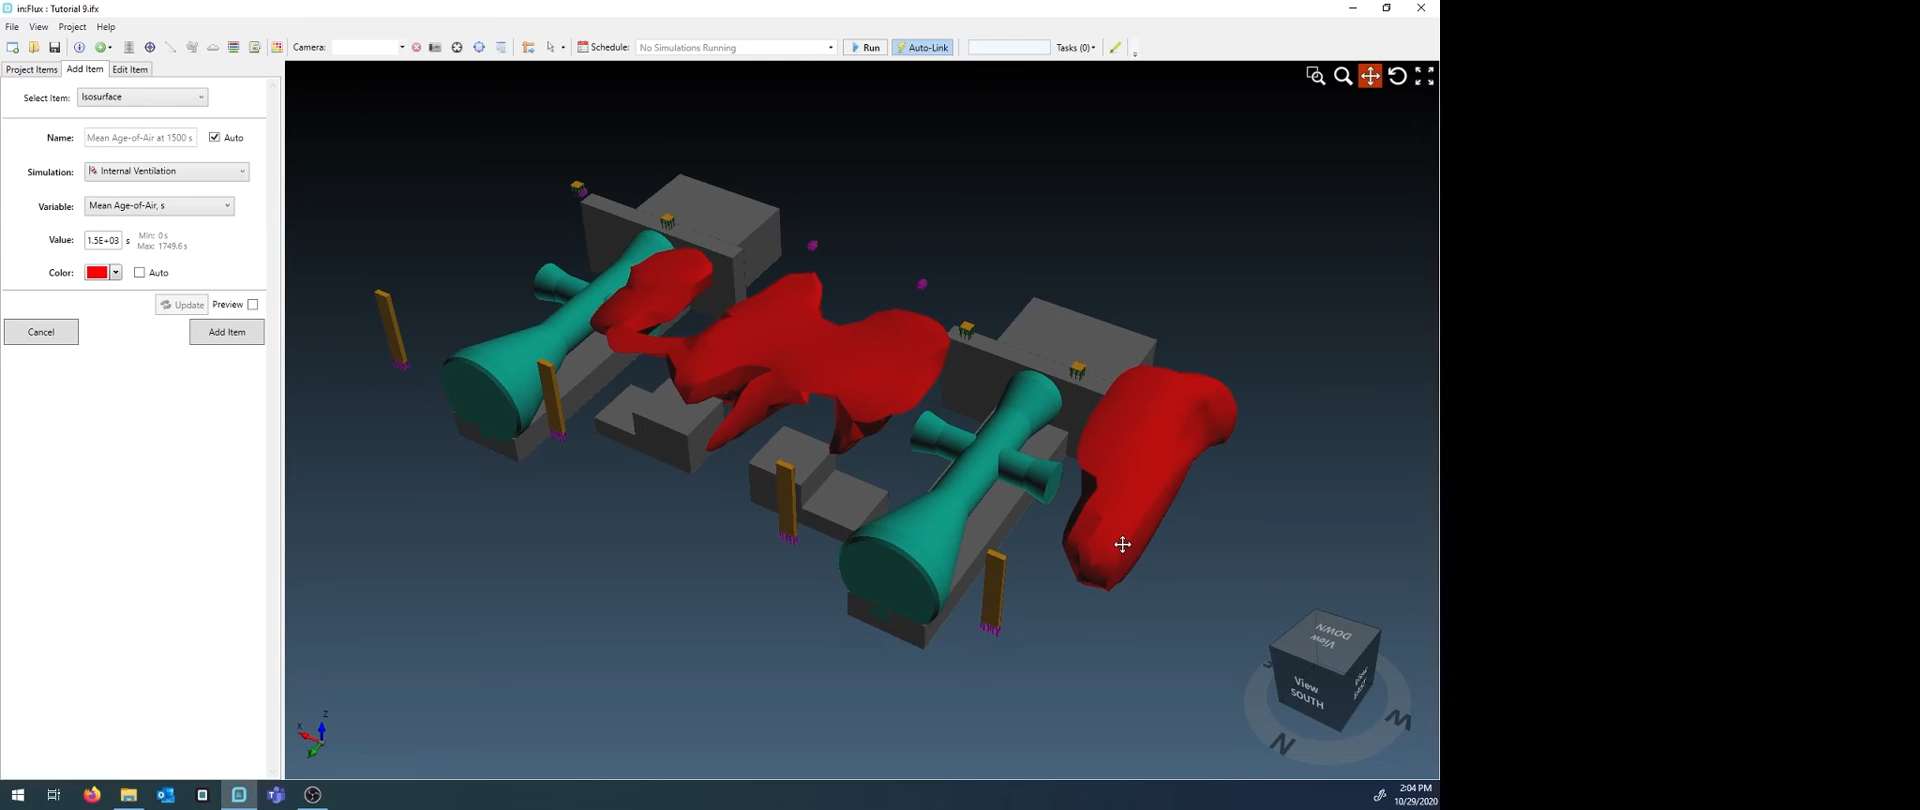 in:Flux : Tutorial 9.ifx
File View Project Help
Camera:
Schedule: No Simulations Running
Run
Auto-Link
Tasks (0)
Project Items Add Item Edit Item
Select Item: Isosurface
Name: Mean Age-of-Air at 1500 s Auto
Simulation: Internal Ventilation
Variable: Mean Age-of-Air, s
Value: 1.5E+03 s Min: 0 s
Max: 1749.6 s
Color: Auto
Update Preview
Cancel Add Item
View DOWN
View SOUTH
N
W
X
Z
2:04 PM
10/29/2020